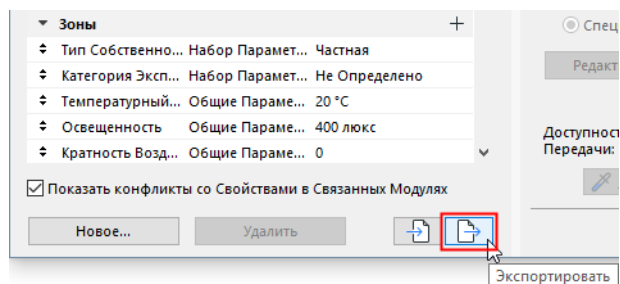 Зоны
Тип Собственно... Набор Парамет... Частная
Категория Эксп... Набор Парамет... Не Определено
Температурный... Общие Параме... 20 °C
Освещенность Общие Параме... 400 люкс
Кратность Возд... Общие Параме... 0
Показать конфликты со Свойствами в Связанных Модулях
Новое... Удалить
Экспортировать
Спец
Редакт
Доступност
Передачи: